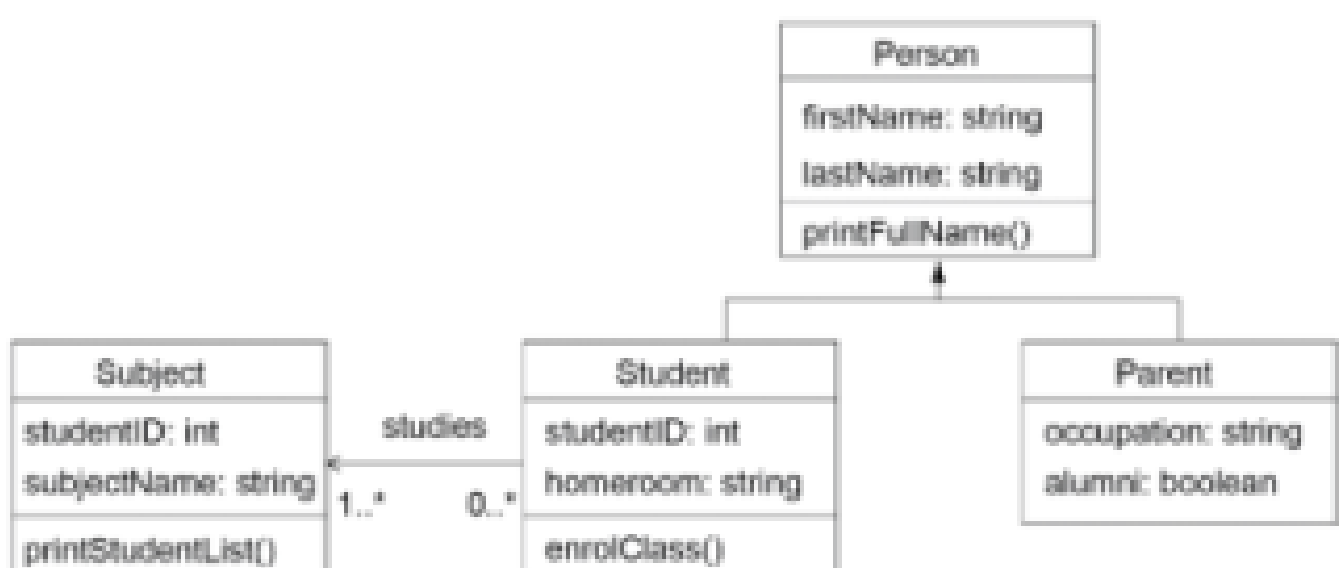 Person
firstName: string
lastName: string
printFullName()
Subject
studentID: int
subjectName: string
printStudentList()
studies
1..*
0..*
Student
studentID: int
homeroom: string
enrolClass()
Parent
occupation: string
alumni: boolean